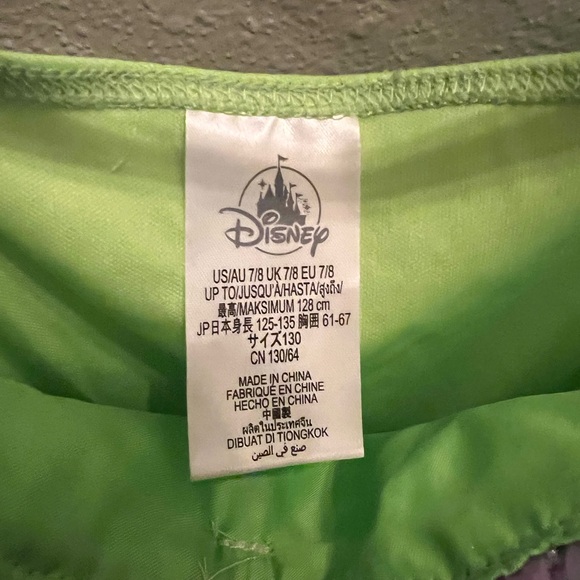 Disney
US/AU 7/8 UK 7/8 EU 7/8
UP TO/JUSQU'À/HASTA/สูงถึง/
最高/MAKSIMUM 128 cm
JP日本身長 125-135 胸囲 61-67
サイズ130
CN 130/64
MADE IN CHINA
FABRIQUÉ EN CHINE
HECHO EN CHINA
中國製
ผลิตในประเทศจีน
DIBUAT DI TIONGKOK
صنع في الصين